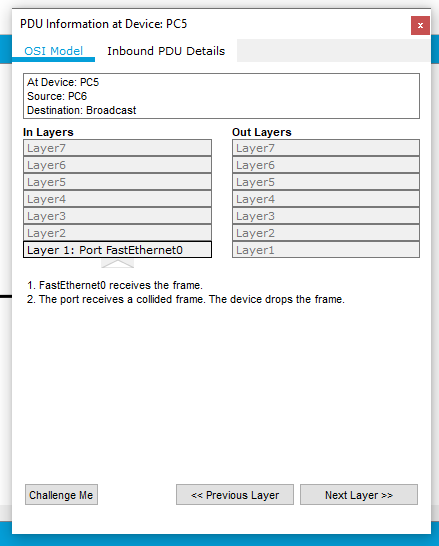 PDU Information at Device: PC5
x
OSI Model Inbound PDU Details
At Device: PC5
Source: PC6
Destination: Broadcast
In Layers Out Layers
Layer7 Layer7
Layer6 Layer6
Layer5 Layer5
Layer4 Layer4
Layer3 Layer3
Layer2 Layer2
Layer 1: Port FastEthernet0 Layer1
1. FastEthernet0 receives the frame.
2. The port receives a collided frame. The device drops the frame.
Challenge Me << Previous Layer Next Layer >>